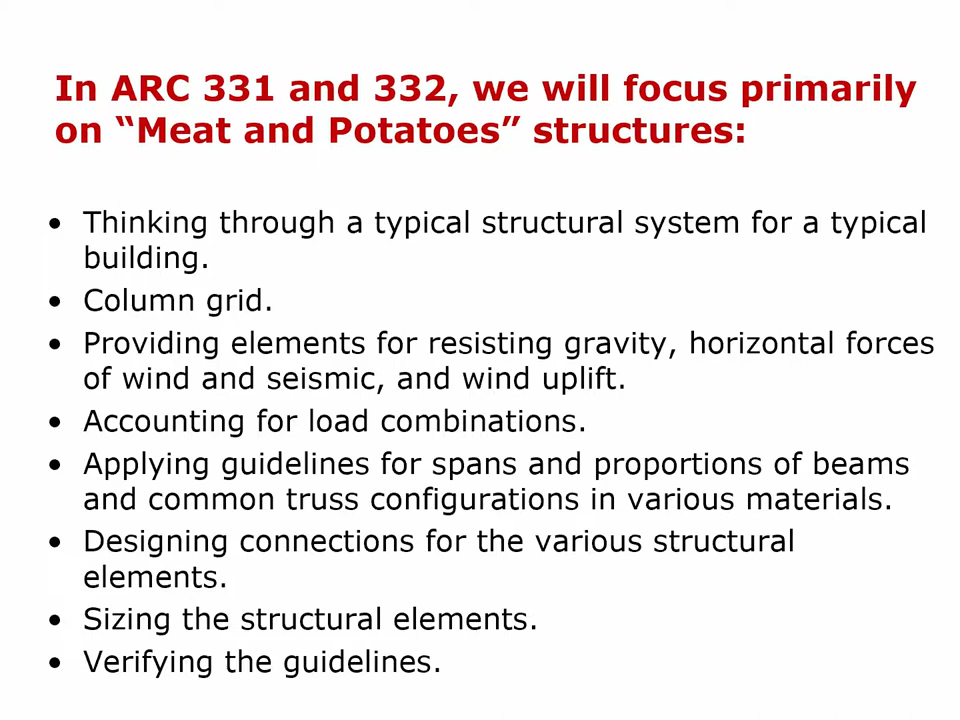 In ARC 331 and 332, we will focus primarily
on “Meat and Potatoes” structures:
• Thinking through a typical structural system for a typical
building.
• Column grid.
• Providing elements for resisting gravity, horizontal forces
of wind and seismic, and wind uplift.
• Accounting for load combinations.
• Applying guidelines for spans and proportions of beams
and common truss configurations in various materials.
• Designing connections for the various structural
elements.
• Sizing the structural elements.
• Verifying the guidelines.